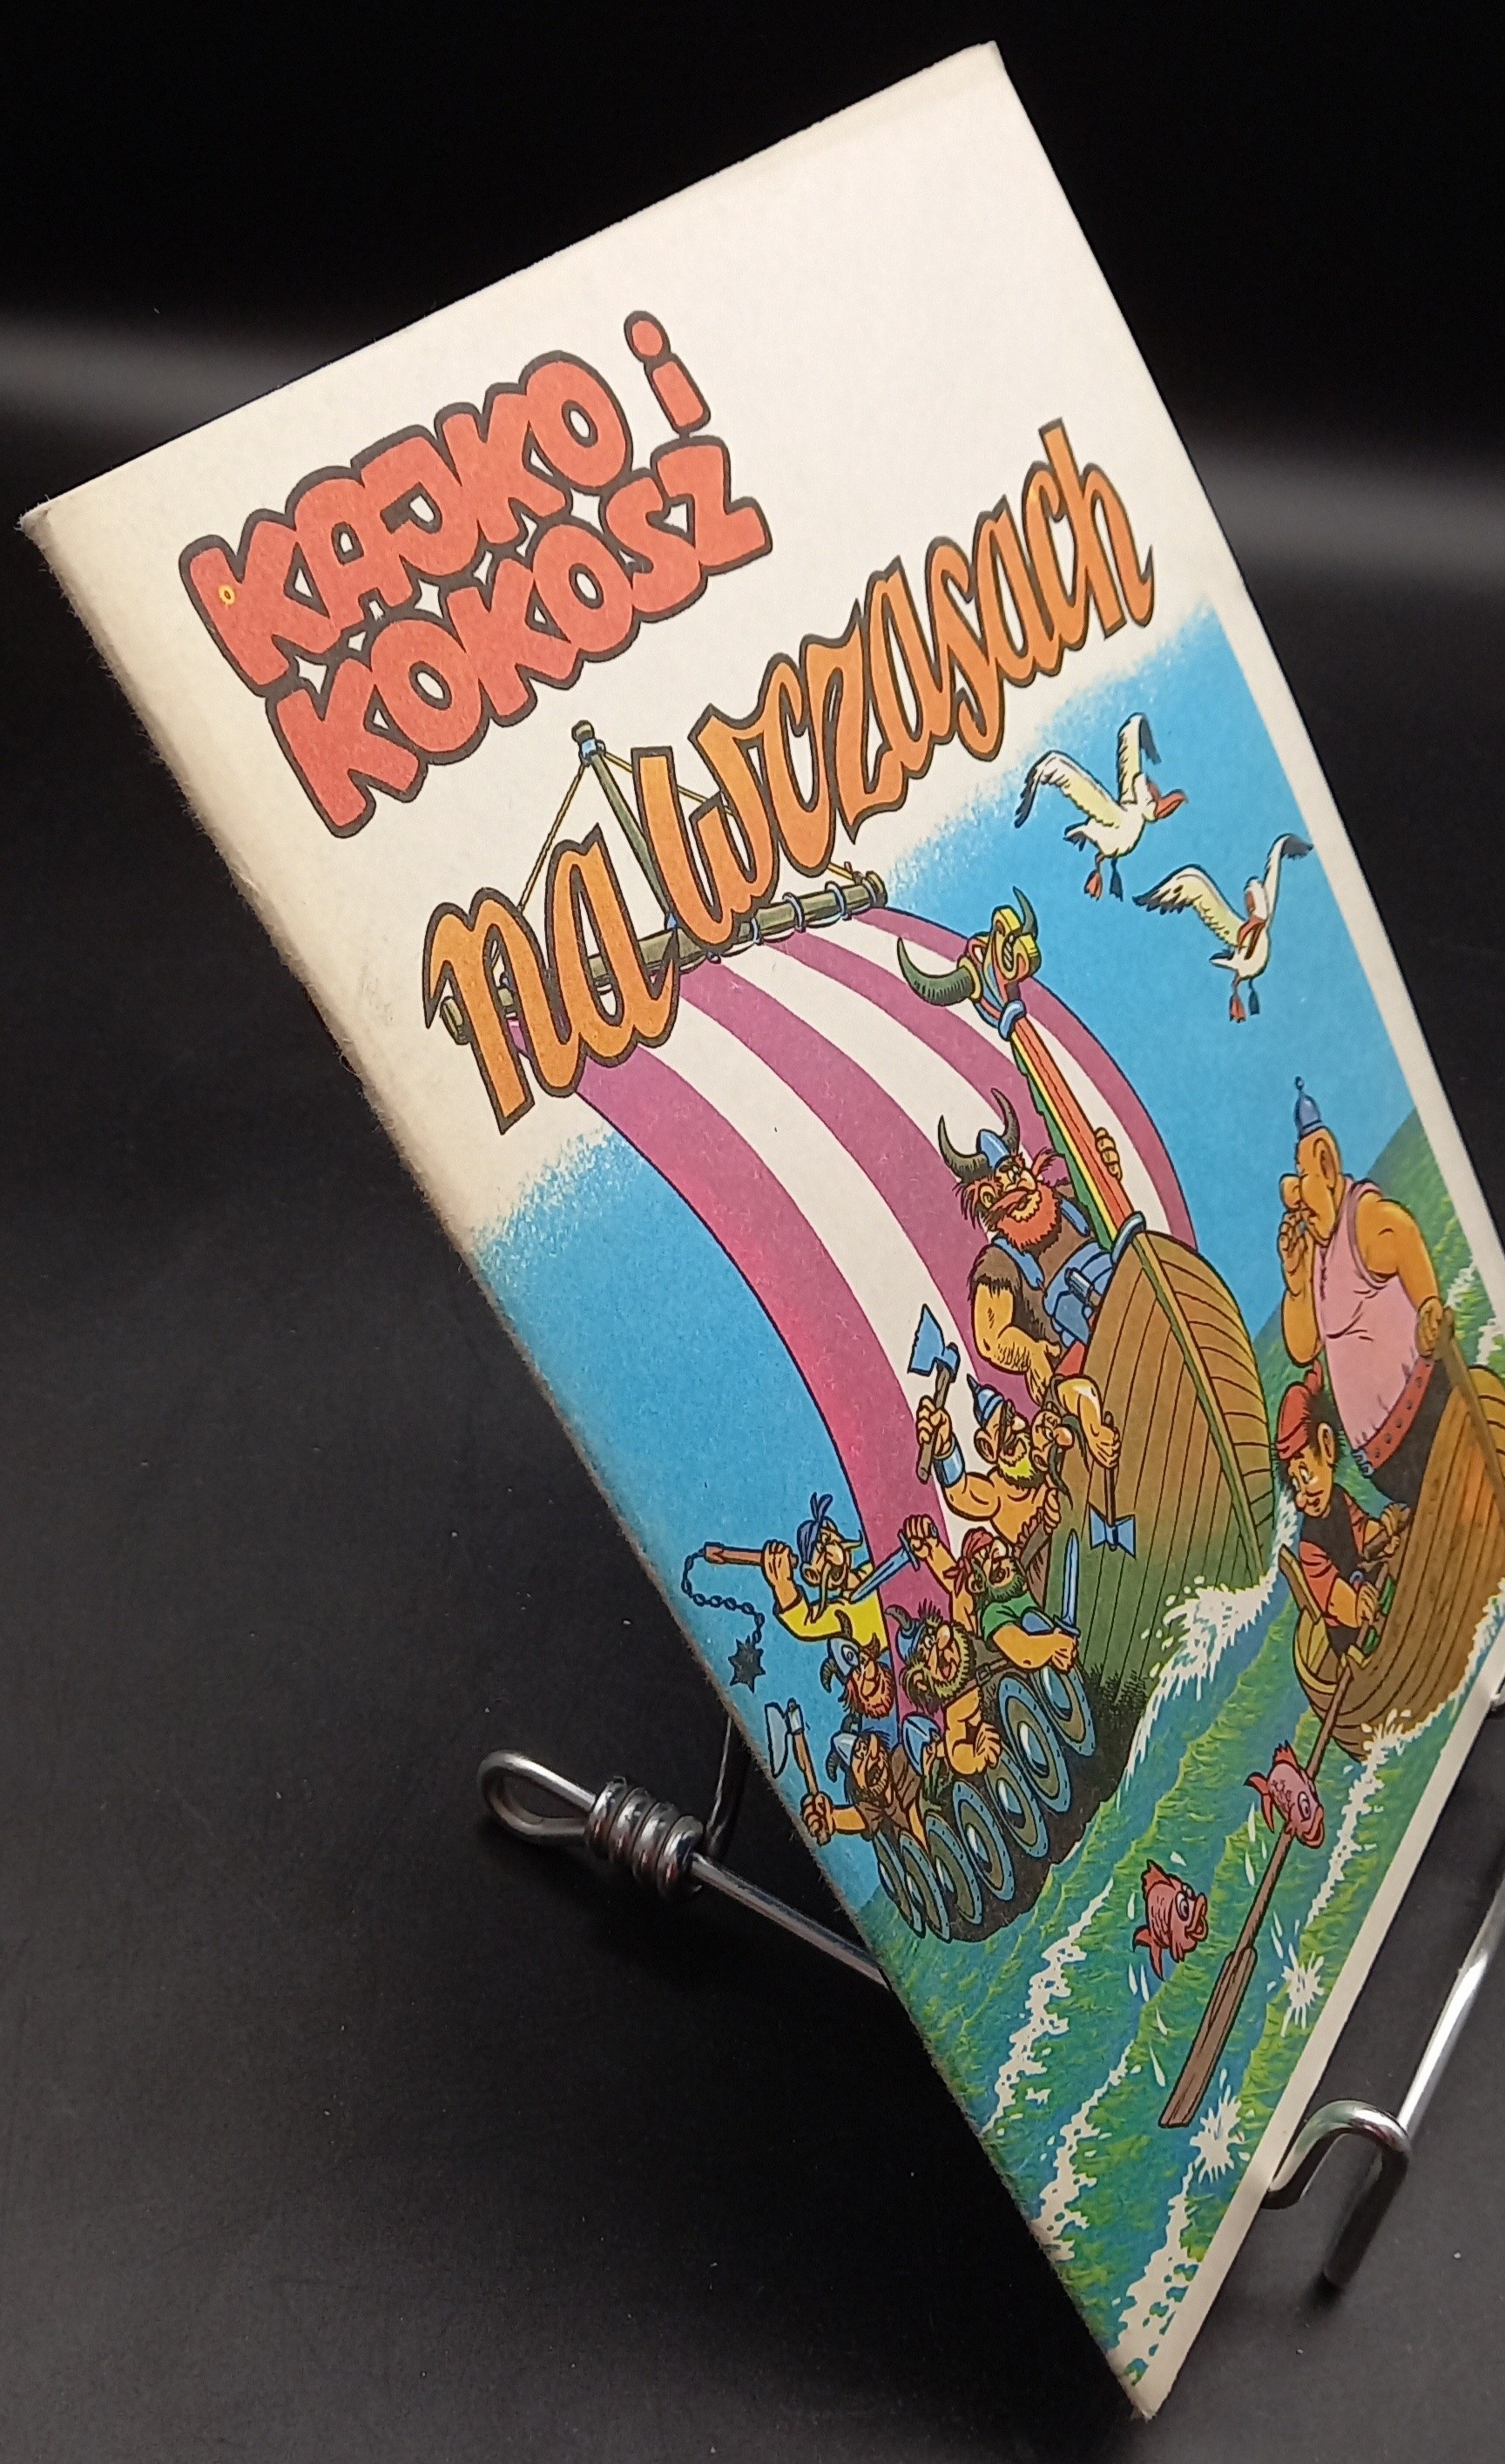 KAJKO i
KOKOSZ
na wczasach